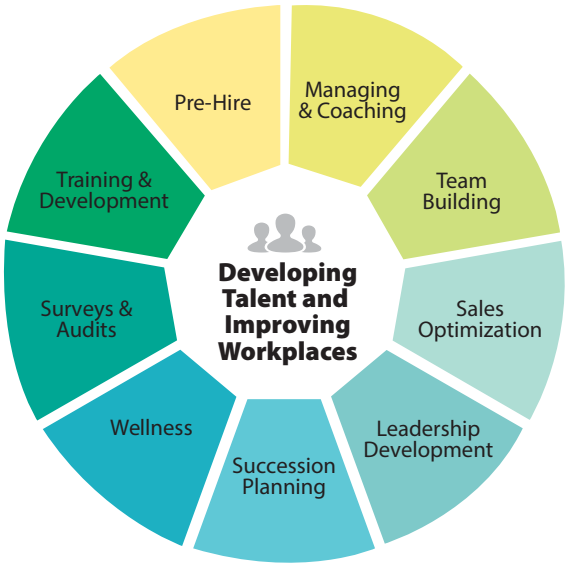 Pre-Hire
Managing
& Coaching
Team
Building
Sales
Optimization
Leadership
Development
Succession
Planning
Wellness
Surveys &
Audits
Training &
Development
Developing
Talent and
Improving
Workplaces